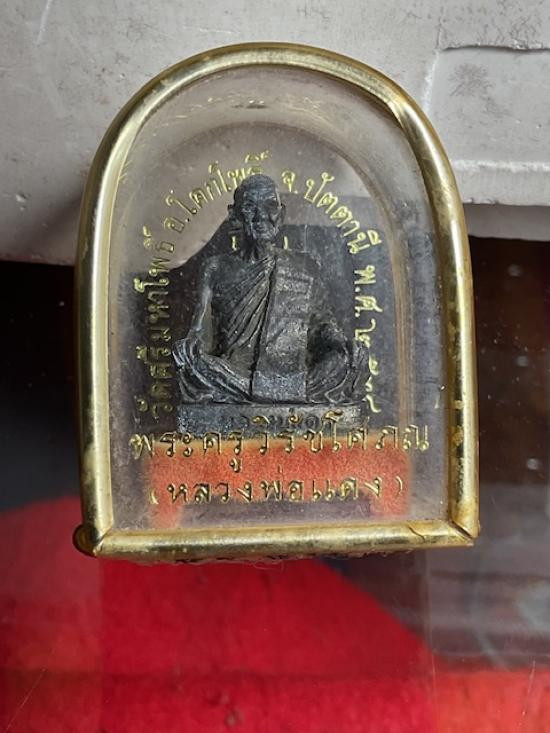 วัดศรีมหาโพธิ์ อ.โคกโพธิ์ จ.ปัตตานี พ.ศ.
พระครูวิรัชโศภณ
(หลวงพ่อแดง)